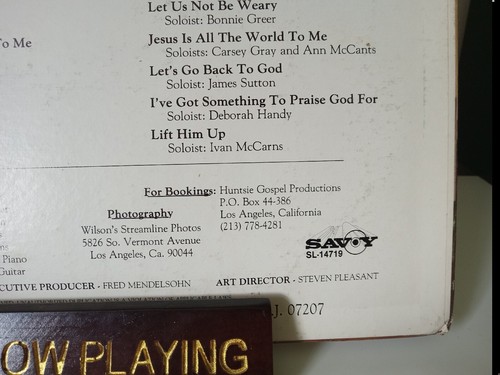 Let Us Not Be Weary
Soloist: Bonnie Greer
To Me
Jesus Is All The World To Me
Soloists: Carsey Gray and Ann McCants
Let's Go Back To God
Soloist: James Sutton
I've Got Something To Praise God For
Soloist: Deborah Handy
Lift Him Up
Soloist: Ivan McCarns
For Bookings: Huntsie Gospel Productions
P.O. Box 44-386
Los Angeles, California
(213) 778-4281
Photography
Wilson's Streamline Photos
5826 So. Vermont Avenue
Los Angeles, Ca. 90044
Piano
Guitar
SAVOY
SL-14719
CUTIVE PRODUCER - FRED MENDELSOHN
ART DIRECTOR - STEVEN PLEASANT
.J. 07207
OW PLAYING